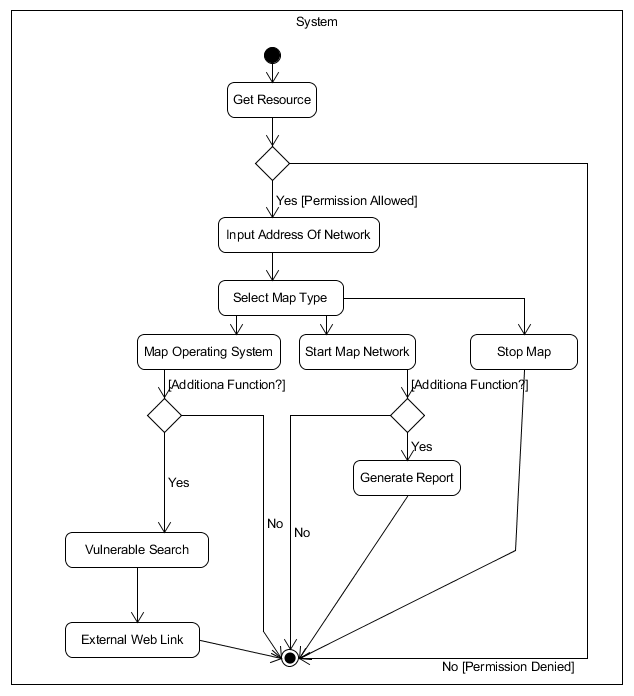 System
Get Resource
Yes [Permission Allowed]
Input Address Of Network
Select Map Type
Map Operating System
Start Map Network
Stop Map
[Additiona Function?]
[Additiona Function?]
Yes
Generate Report
Yes
No
No
Vulnerable Search
External Web Link
No [Permission Denied]